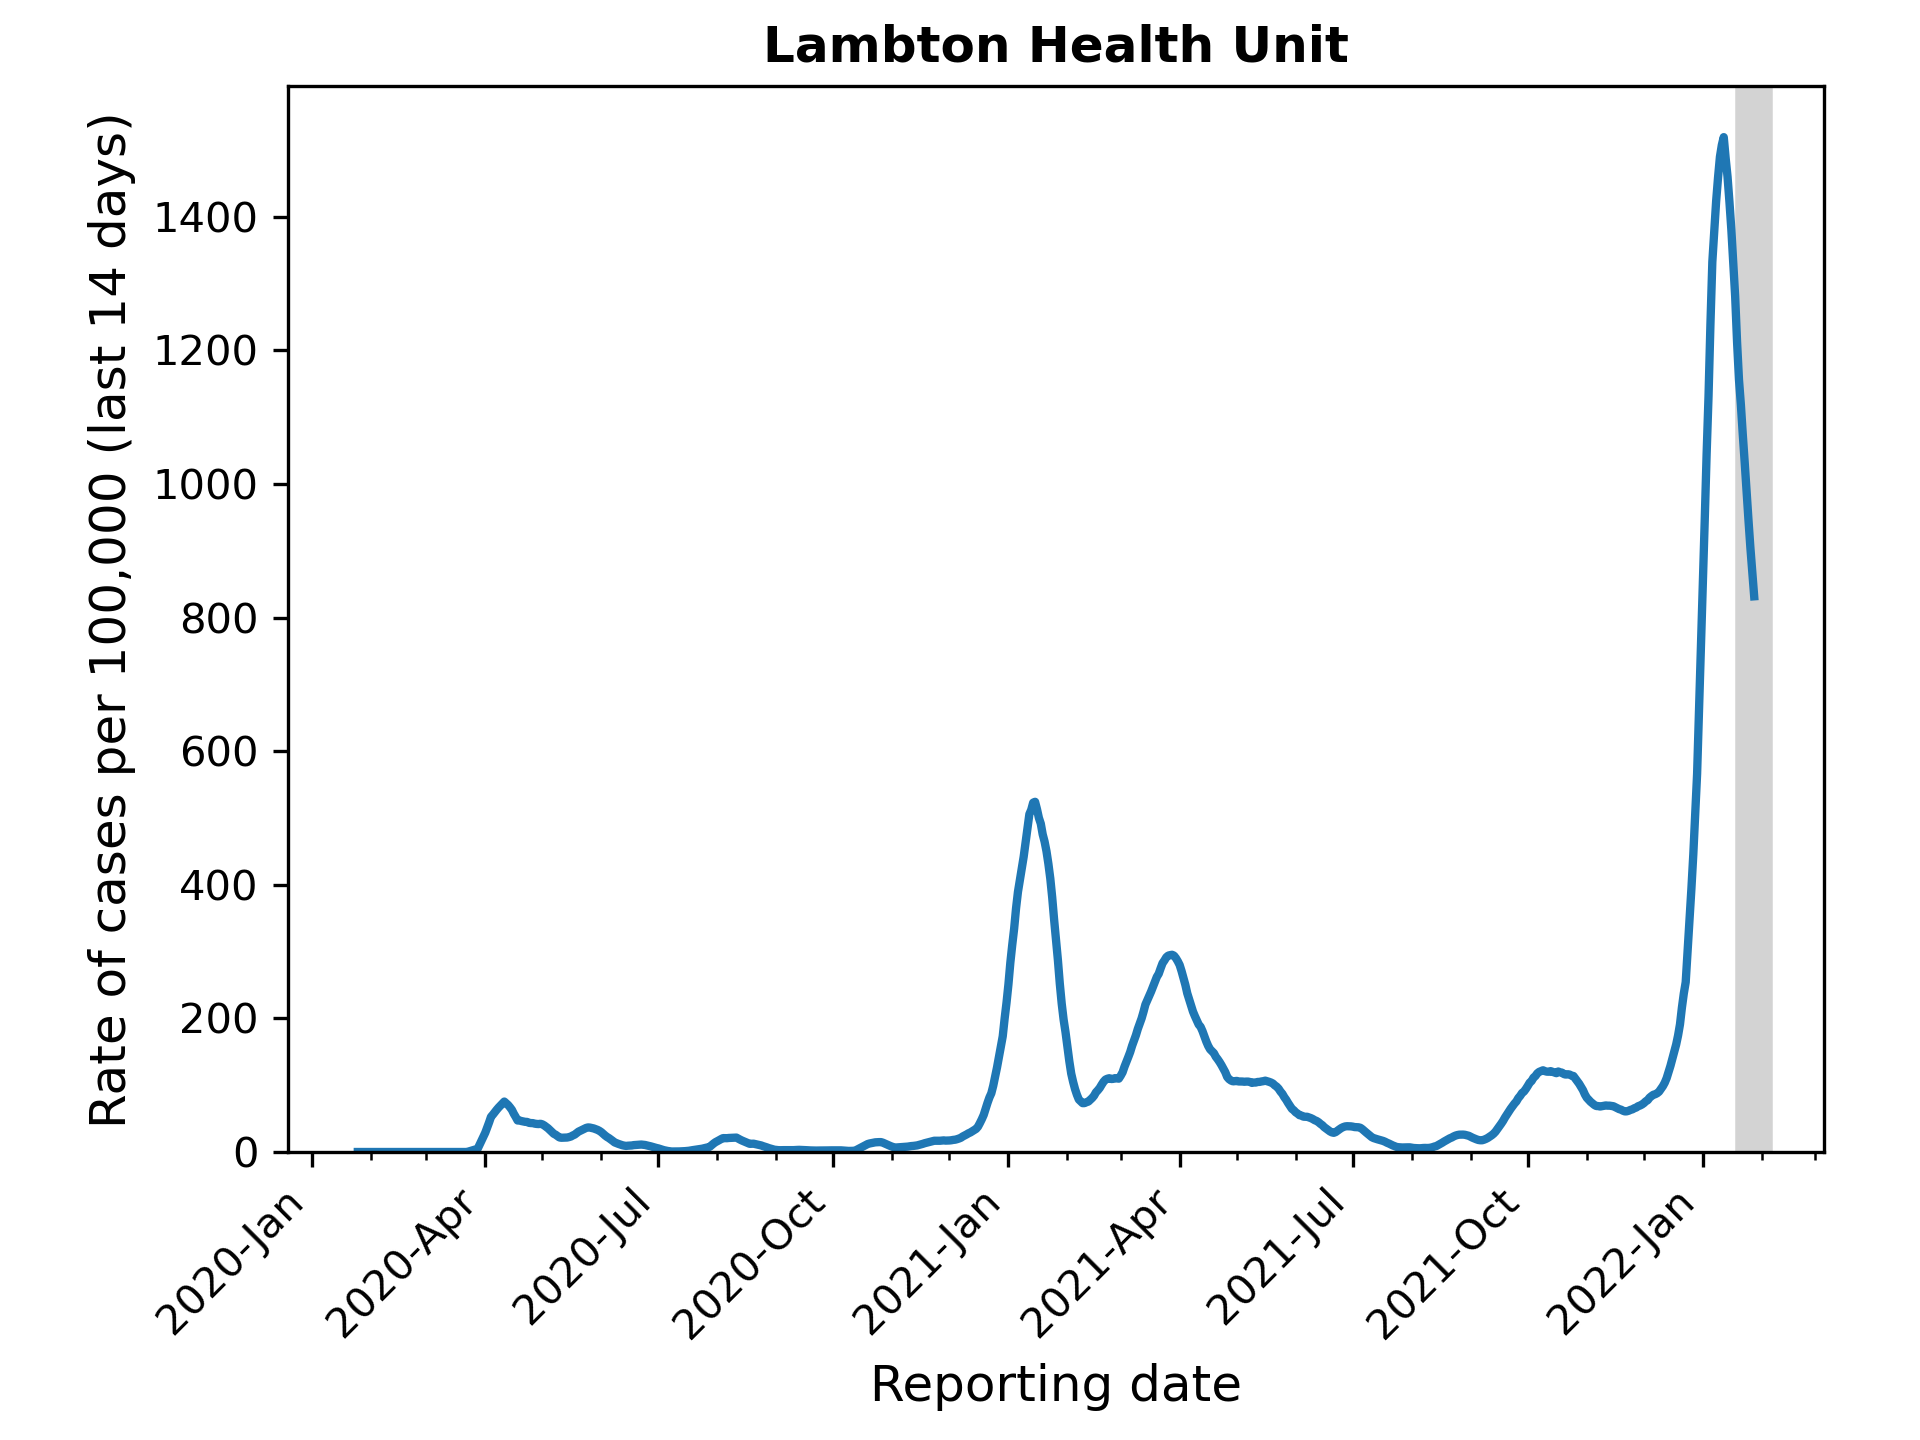 Lambton Health Unit
Rate of cases per 100,000 (last 14 days)
1400
1200
1000
800
600
400
200
0
2020-Jan
2020-Apr
2020-Jul
2020-Oct
2021-Jan
2021-Apr
2021-Jul
2021-Oct
2022-Jan
Reporting date